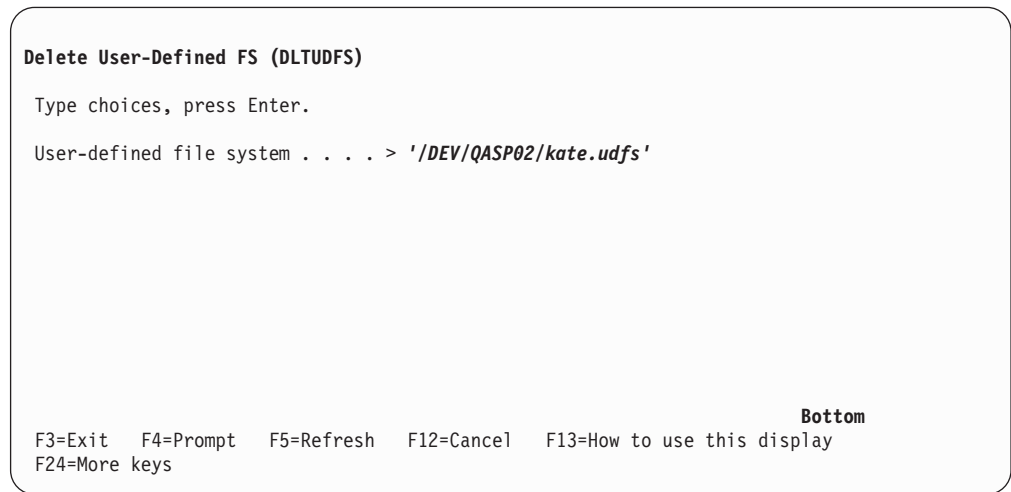 Delete User-Defined FS (DLTUDFS)
Type choices, press Enter.
User-defined file system . . . . > '/DEV/QASP02/kate.udfs'
Bottom
F3=Exit F4=Prompt F5=Refresh F12=Cancel F13=How to use this display
F24=More keys